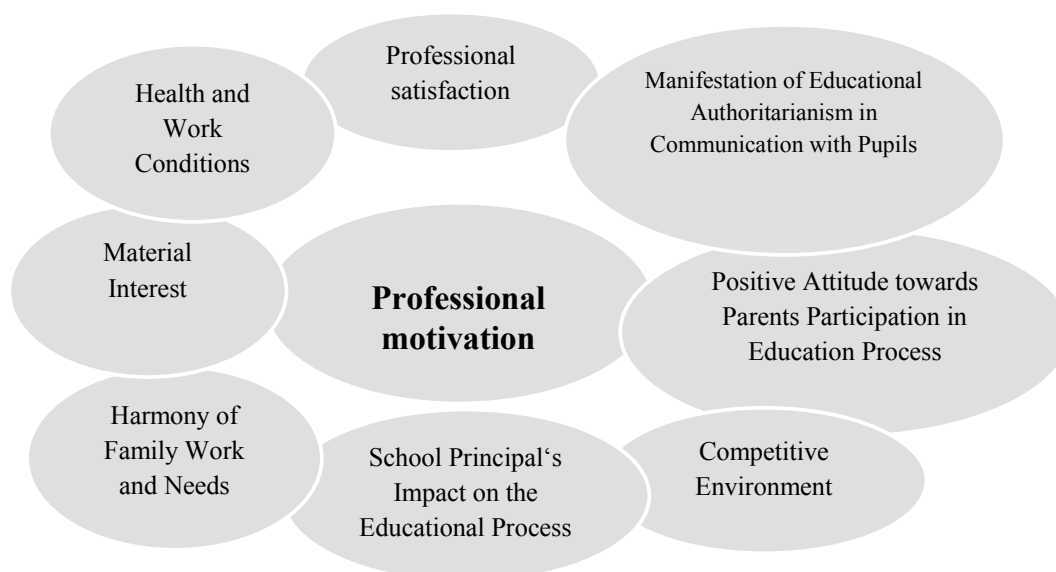 Professional
satisfaction
Manifestation of Educational
Authoritarianism in
Communication with Pupils
Health and
Work
Conditions
Material
Interest
Professional
motivation
Positive Attitude towards
Parents Participation in
Education Process
Harmony of
Family Work
and Needs
School Principal‘s
Impact on the
Educational Process
Competitive
Environment